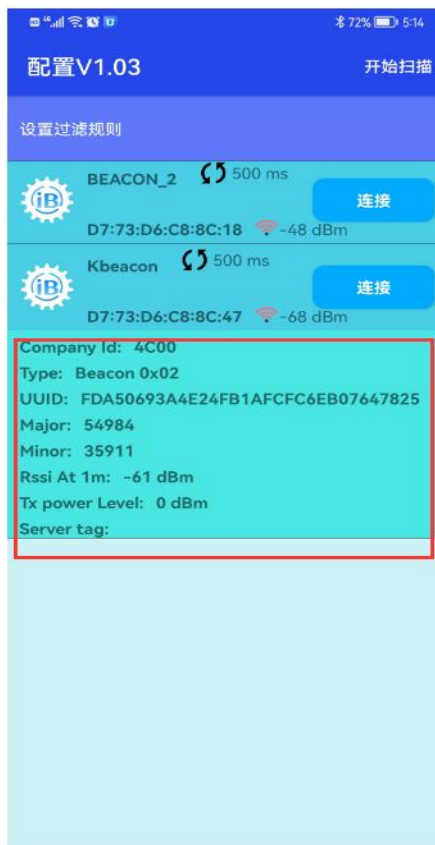 72% 5:14
配置V1.03 开始扫描
设置过滤规则
BEACON_2 500 ms
iB 连接
D7:73:D6:C8:8C:18 -48 dBm
Kbeacon 500 ms
iB 连接
D7:73:D6:C8:8C:47 -68 dBm
Company Id: 4C00
Type: Beacon 0x02
UUID: FDA50693A4E24FB1AFCFC6EB07647825
Major: 54984
Minor: 35911
Rssi At 1m: -61 dBm
Tx power Level: 0 dBm
Server tag: